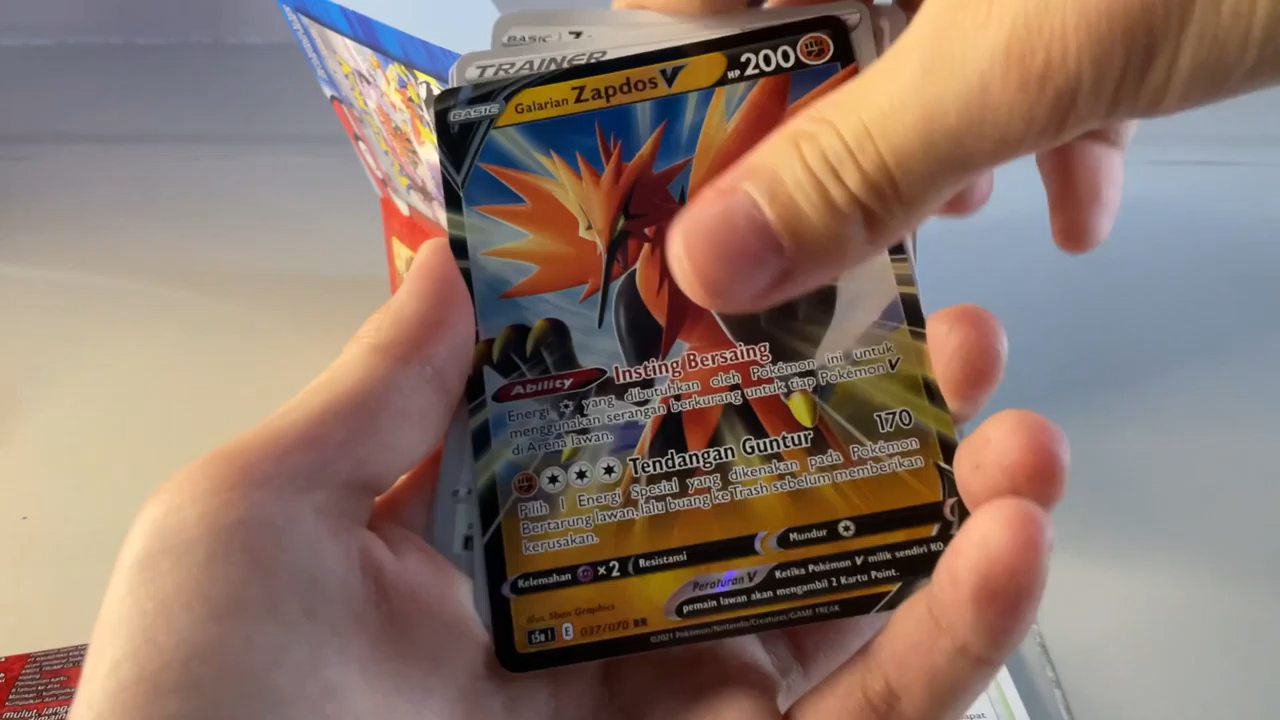 BASIC
TRAINER
BASIC
Galarian Zapdos V
HP 200
Ability Insting Bersaing
Energi yang dibutuhkan oleh Pokémon ini untuk
menggunakan serangan berkurang untuk tiap Pokémon V
di Arena lawan.
Tendangan Guntur 170
Pilih 1 Energi Spesial yang dikenakan pada Pokémon
Bertarung lawan, lalu buang ke Trash sebelum memberikan
kerusakan.
Kelemahan ×2 Resistansi Mundur
Peraturan V Ketika Pokémon V milik sendiri KO
pemain lawan akan mengambil 2 Kartu Point.
Illus. 5ban Graphics
s5a I E 037/070 RR
©2021 Pokémon/Nintendo/Creatures/GAME FREAK
mulut,